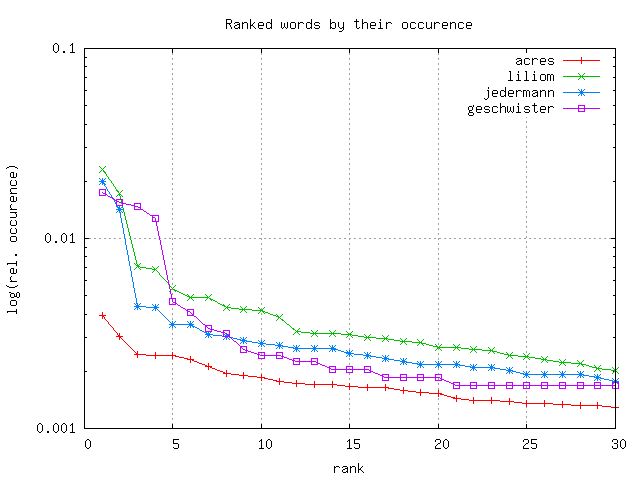 Ranked words by their occurence
0.1
acres
liliom
jedermann
geschwister
log(rel. occurence)
0.01
0.001
0 5 10 15 20 25 30
rank